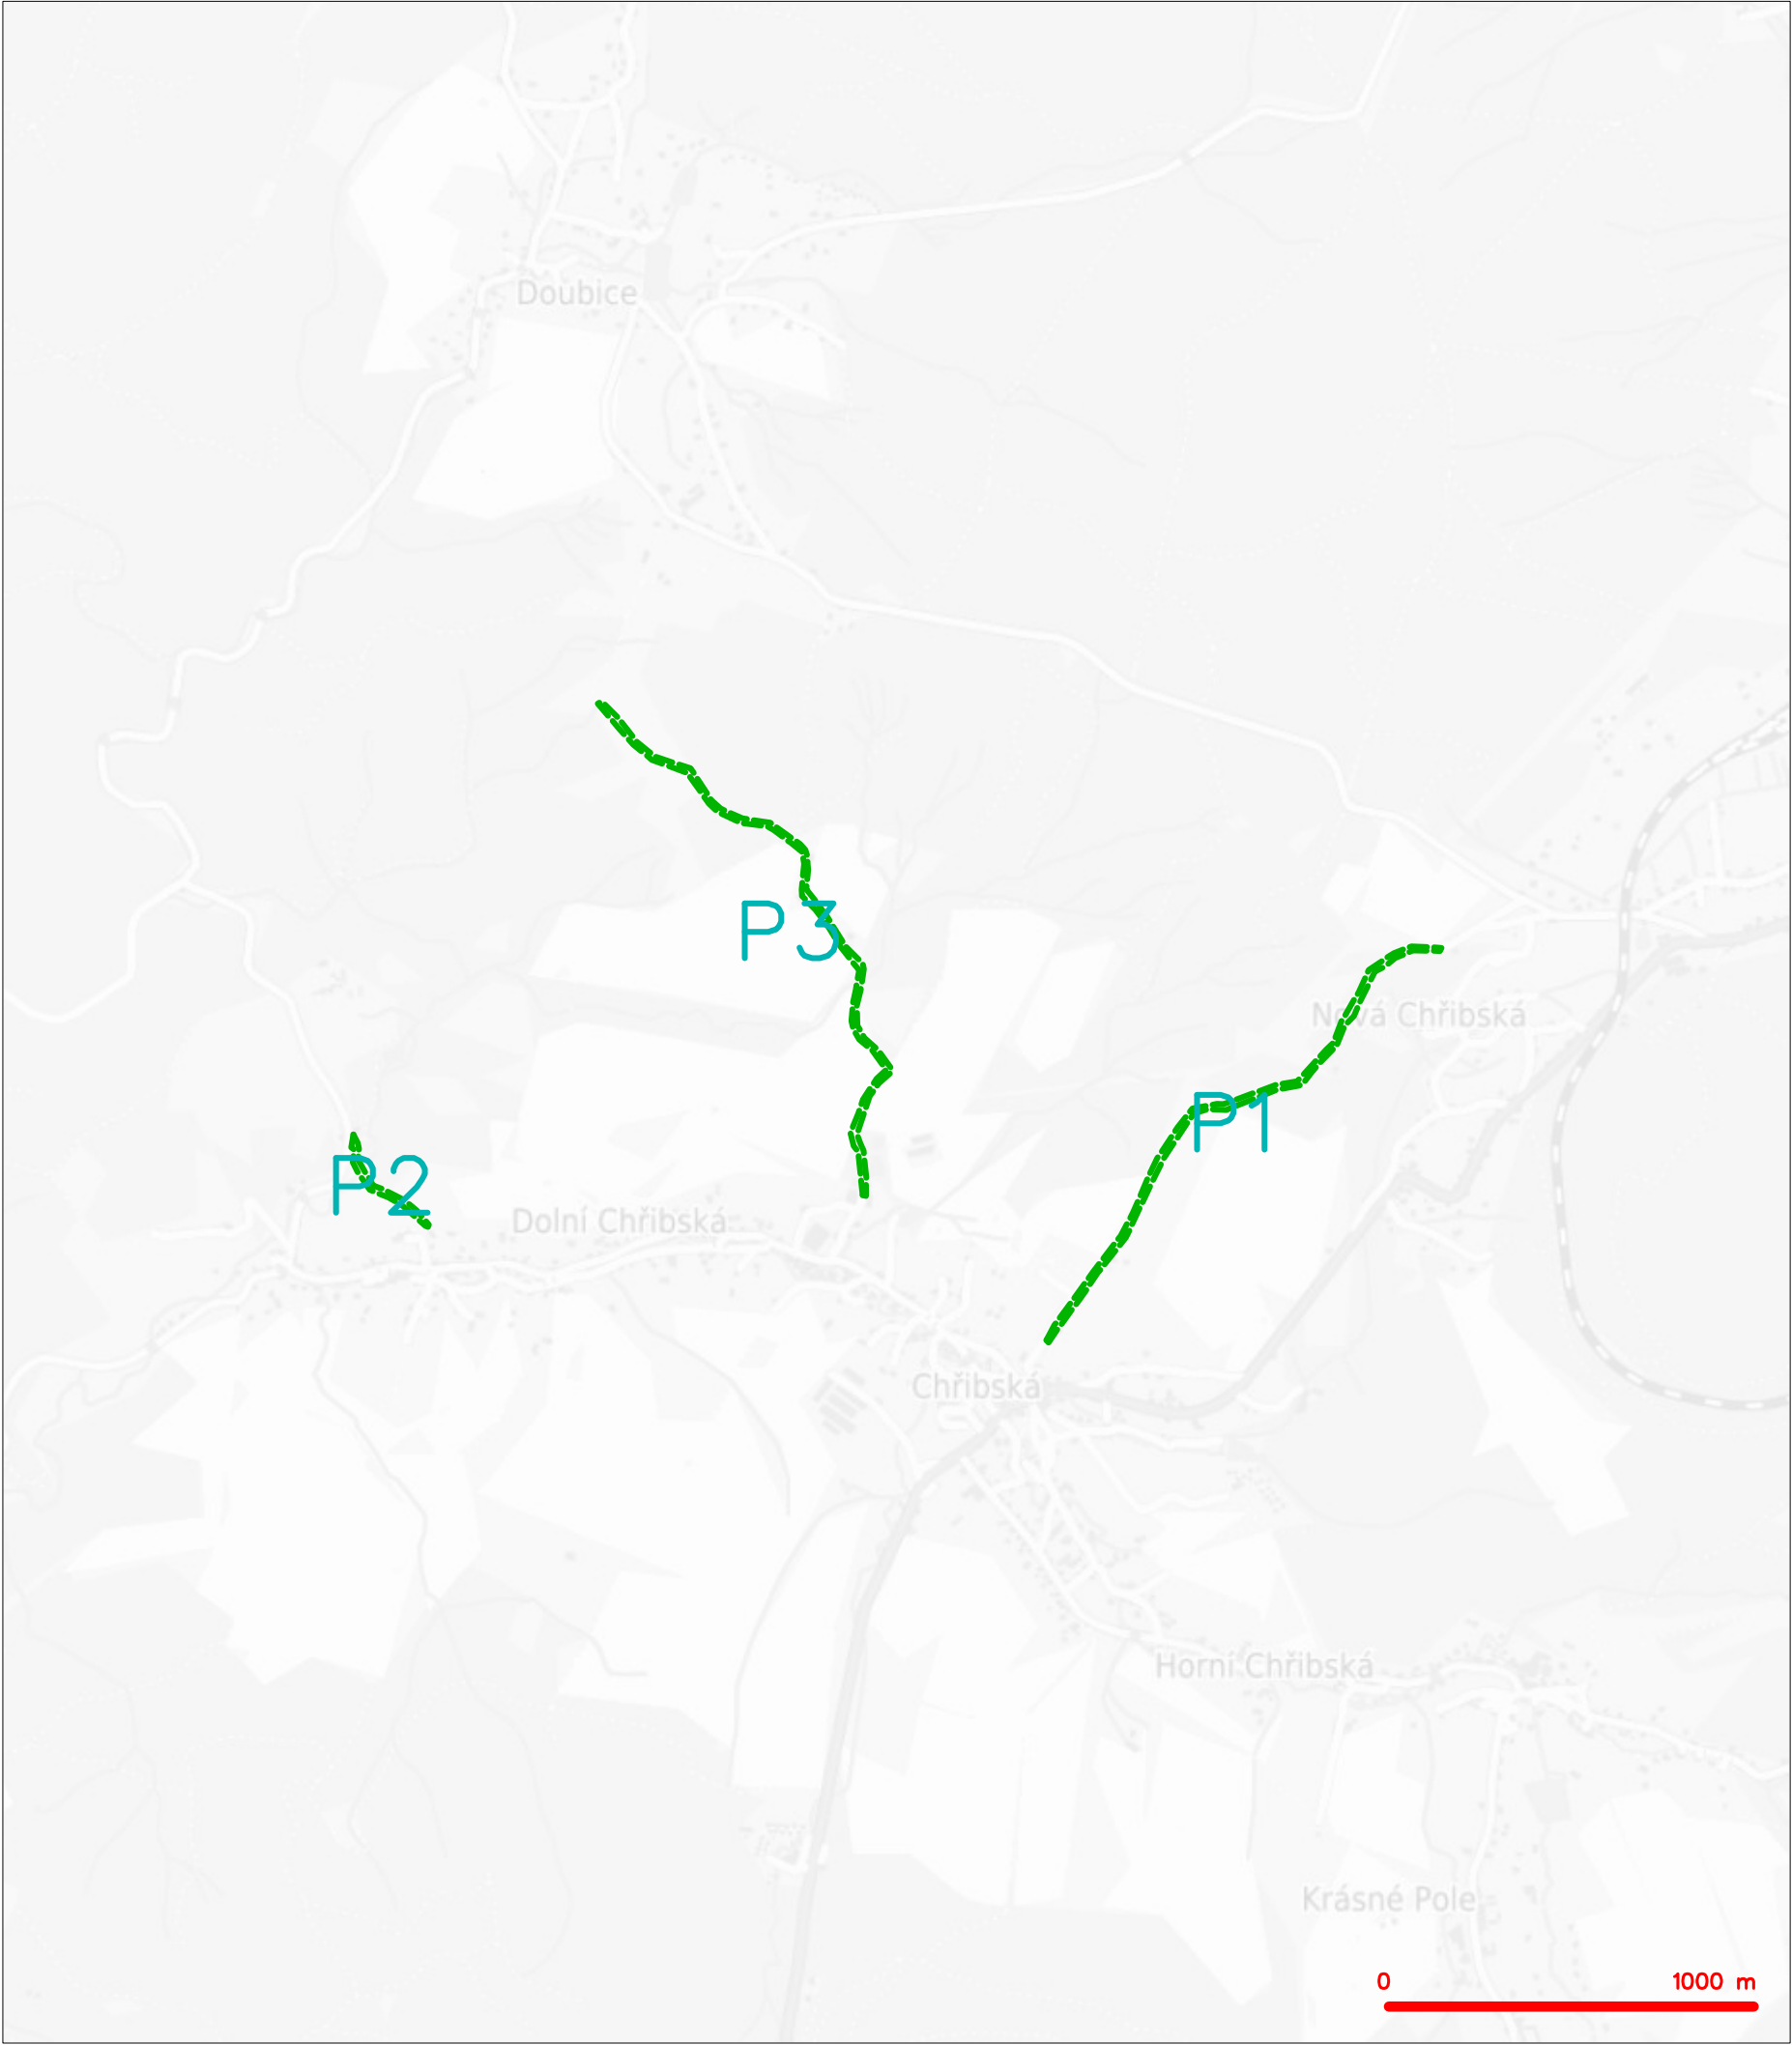 Doubice
P3
Nová Chřibská
P1
P2
Dolní Chřibská
Chřibská
Horní Chřibská
Krásné Pole
0 1000 m